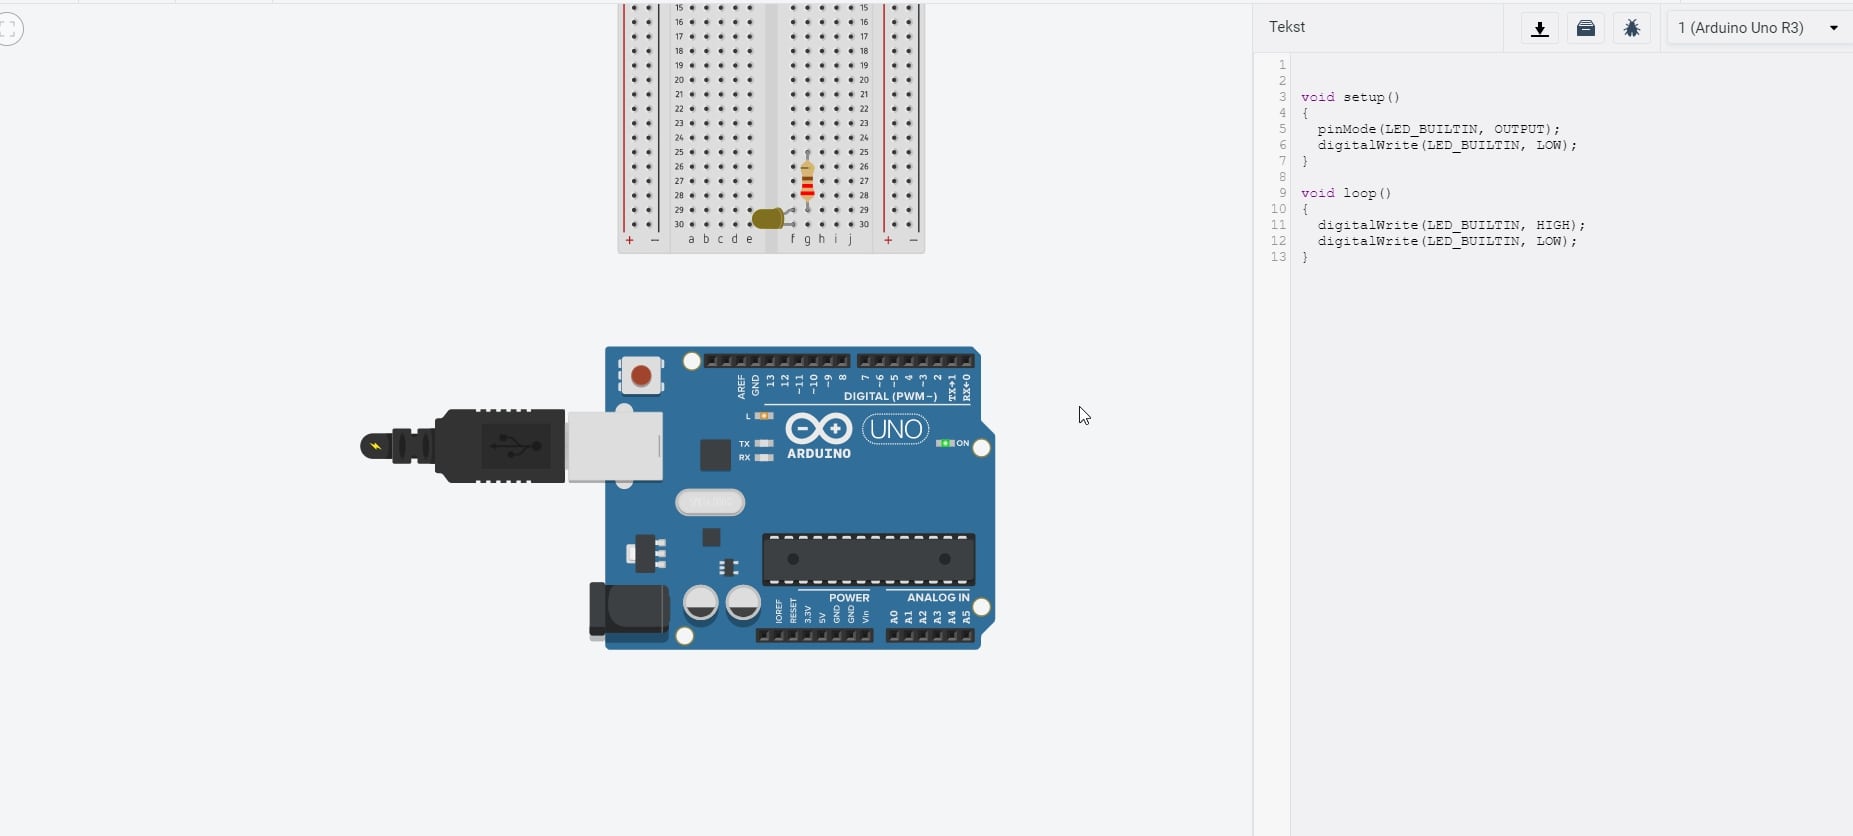 Tekst
1 (Arduino Uno R3)
1
2
3 void setup()
4 {
5 pinMode(LED_BUILTIN, OUTPUT);
6 digitalWrite(LED_BUILTIN, LOW);
7 }
8
9 void loop()
10 {
11 digitalWrite(LED_BUILTIN, HIGH);
12 digitalWrite(LED_BUILTIN, LOW);
13 }
15 15
16 16
17 17
18 18
19 19
20 20
21 21
22 22
23 23
24 24
25 25
26 26
27 27
28 28
29 29
30 30
+ − a b c d e f g h i j + −
AREF GND 13 12 ~11 ~10 ~9 8 7 ~6 ~5 4 ~3 2 TX→1 RX←0
DIGITAL (PWM~)
L
TX
RX
UNO
ON
ARDUINO
POWER ANALOG IN
IOREF RESET 3.3V 5V GND GND Vin A0 A1 A2 A3 A4 A5